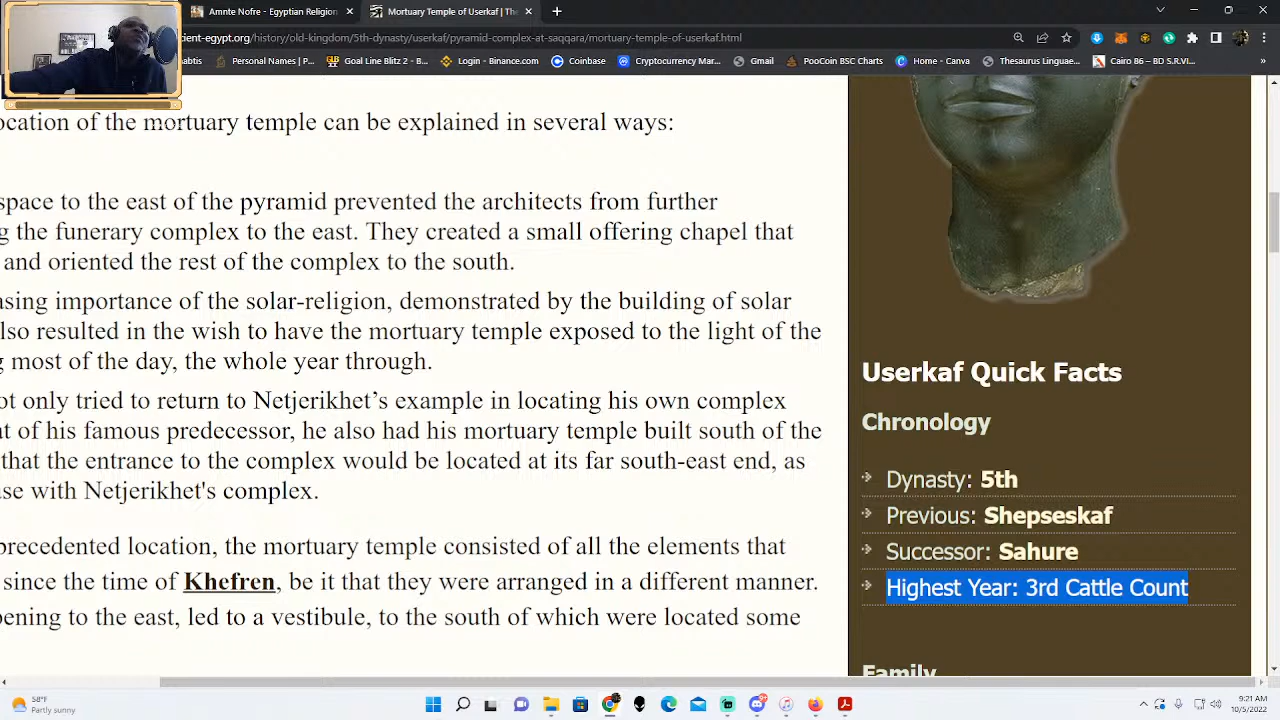 Amnte Nofre - Egyptian Religion
Mortuary Temple of Userkaf | The
cient-egypt.org/history/old-kingdom/5th-dynasty/userkaf/pyramid-complex-at-saqqara/mortuary-temple-of-userkaf.html
Personal Names | P...
God Line 2 - B...
Login - Binance.com
Coinbase
Cryptocurrency Mar...
Gmail
PooCoin BSC Charts
Home - Canva
Thesaurus Lingua...
Cairo 86 – BD S.R.Vi...
ocation of the mortuary temple can be explained in several ways:
space to the east of the pyramid prevented the architects from further
g the funerary complex to the east. They created a small offering chapel that
and oriented the rest of the complex to the south.
asing importance of the solar-religion, demonstrated by the building of solar
lso resulted in the wish to have the mortuary temple exposed to the light of the
g most of the day, the whole year through.
ot only tried to return to Netjerikhet’s example in locating his own complex
at of his famous predecessor, he also had his mortuary temple built south of the
that the entrance to the complex would be located at its far south-east end, as
ase with Netjerikhet's complex.
precedented location, the mortuary temple consisted of all the elements that
since the time of Khefren, be it that they were arranged in a different manner.
pening to the east, led to a vestibule, to the south of which were located some
Userkaf Quick Facts
Chronology
Dynasty: 5th
Previous: Shepseskaf
Successor: Sahure
Highest Year: 3rd Cattle Count
Family
58°F
Partly sunny
9:21 AM
10/5/2022